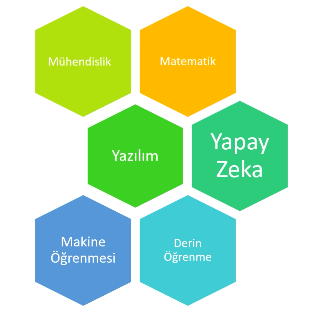 Mühendislik
Matematik
Yazılım
Yapay
Zeka
Makine
Öğrenmesi
Derin
Öğrenme